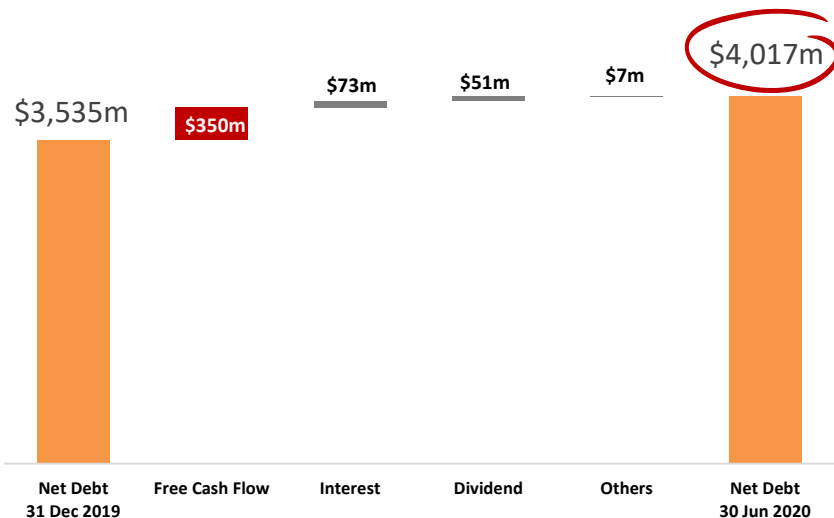 $4,017m
$73m
$51m
$7m
$3,535m
$350m
Net Debt
31 Dec 2019
Free Cash Flow
Interest
Dividend
Others
Net Debt
30 Jun 2020